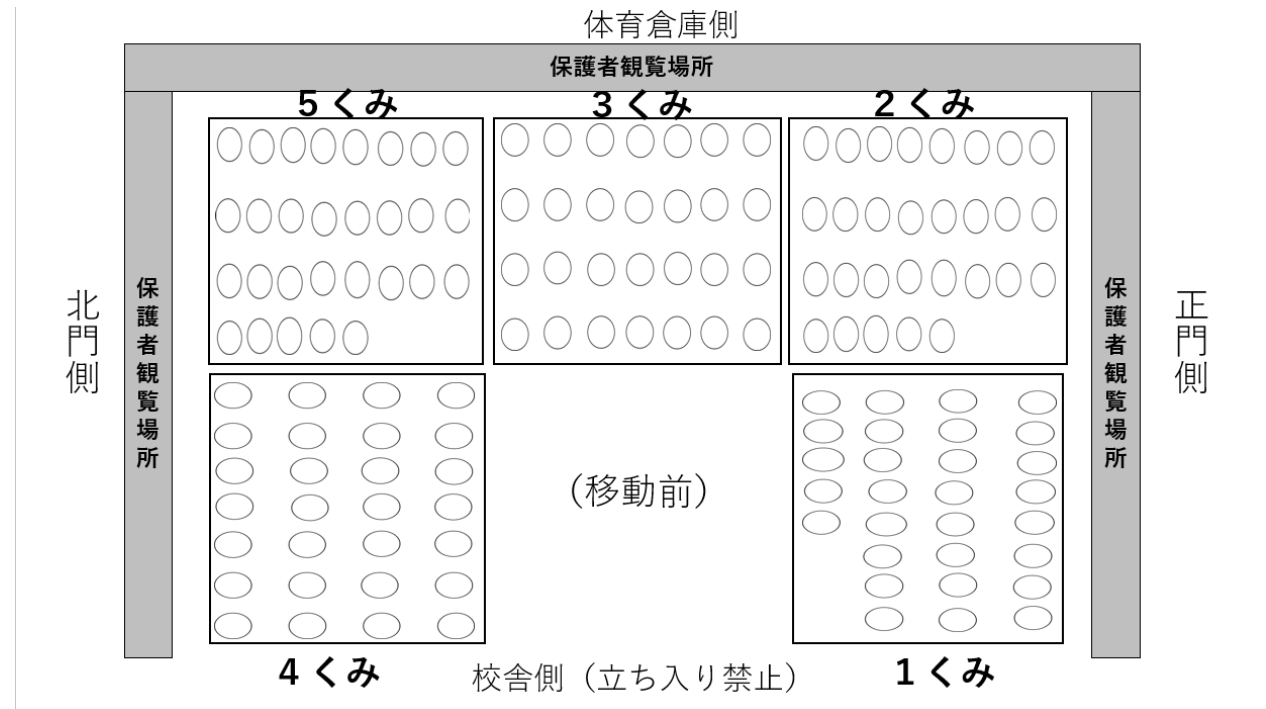 体育倉庫側
保護者観覧場所
5くみ
3くみ
2くみ
北門側
保護者観覧場所
保護者観覧場所
正門側
（移動前）
4くみ
校舎側（立ち入り禁止）
1くみ